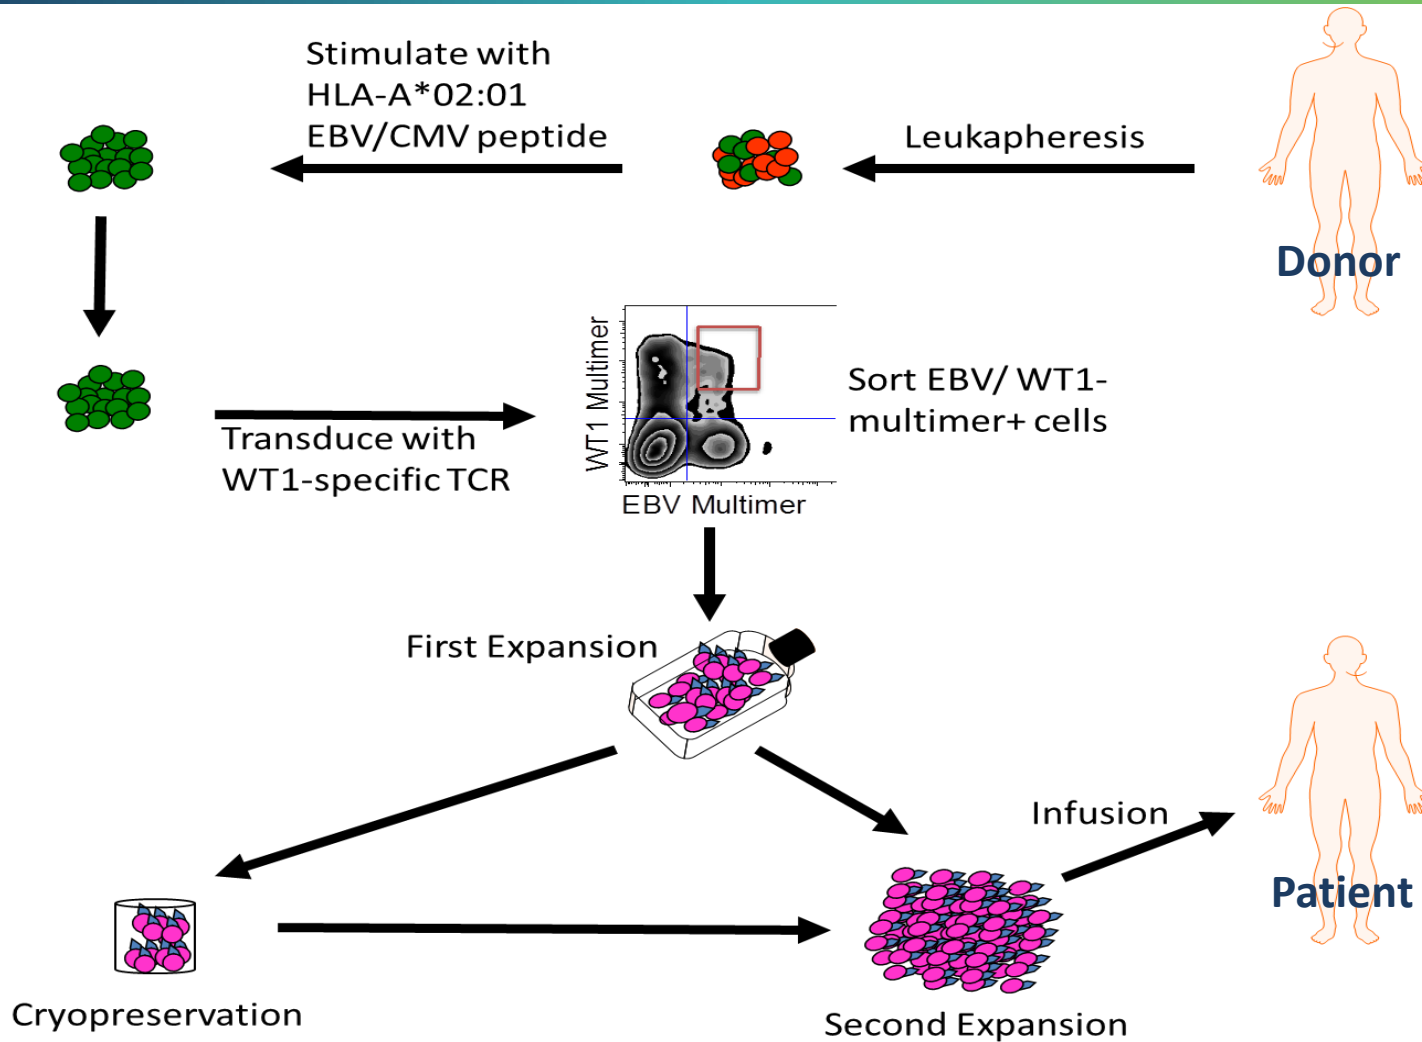 Stimulate with
HLA-A*02:01
EBV/CMV peptide
Leukapheresis
Donor
Transduce with
WT1-specific TCR
WT1 Multimer
EBV Multimer
Sort EBV/ WT1-
multimer+ cells
First Expansion
Infusion
Patient
Cryopreservation
Second Expansion